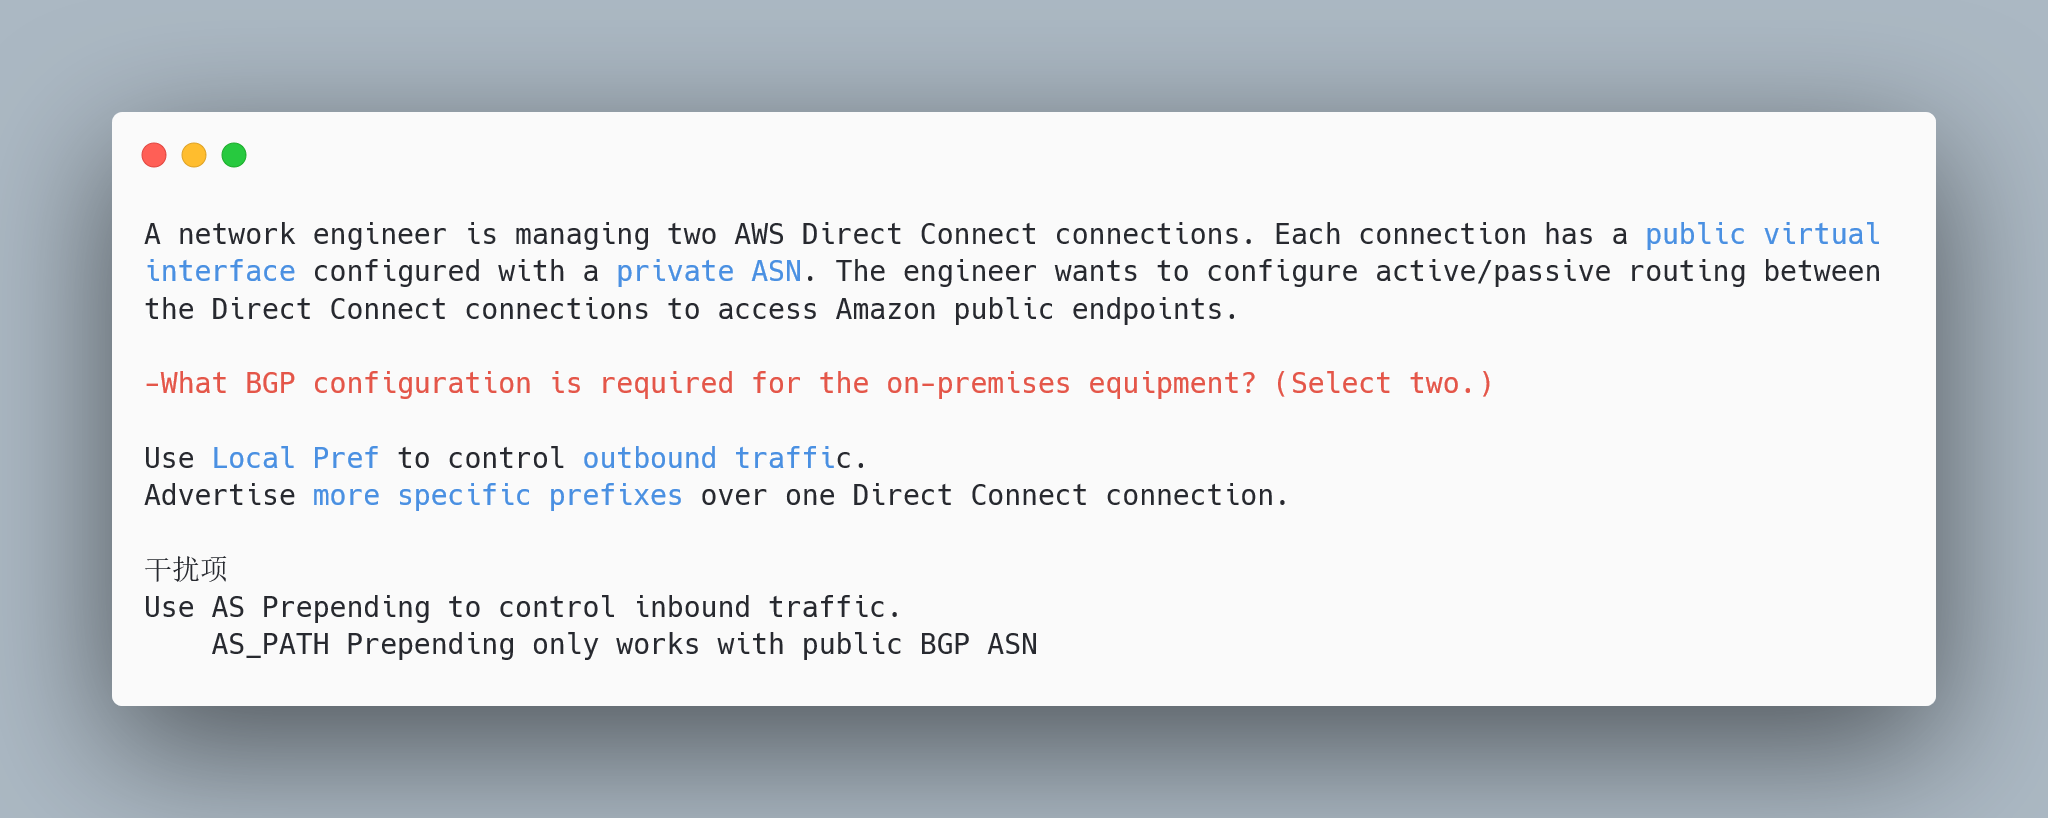 A network engineer is managing two AWS Direct Connect connections. Each connection has a public virtual
interface configured with a private ASN. The engineer wants to configure active/passive routing between
the Direct Connect connections to access Amazon public endpoints.
-What BGP configuration is required for the on-premises equipment? (Select two.)
Use Local Pref to control outbound traffic.
Advertise more specific prefixes over one Direct Connect connection.
干扰项
Use AS Prepending to control inbound traffic.
AS_PATH Prepending only works with public BGP ASN